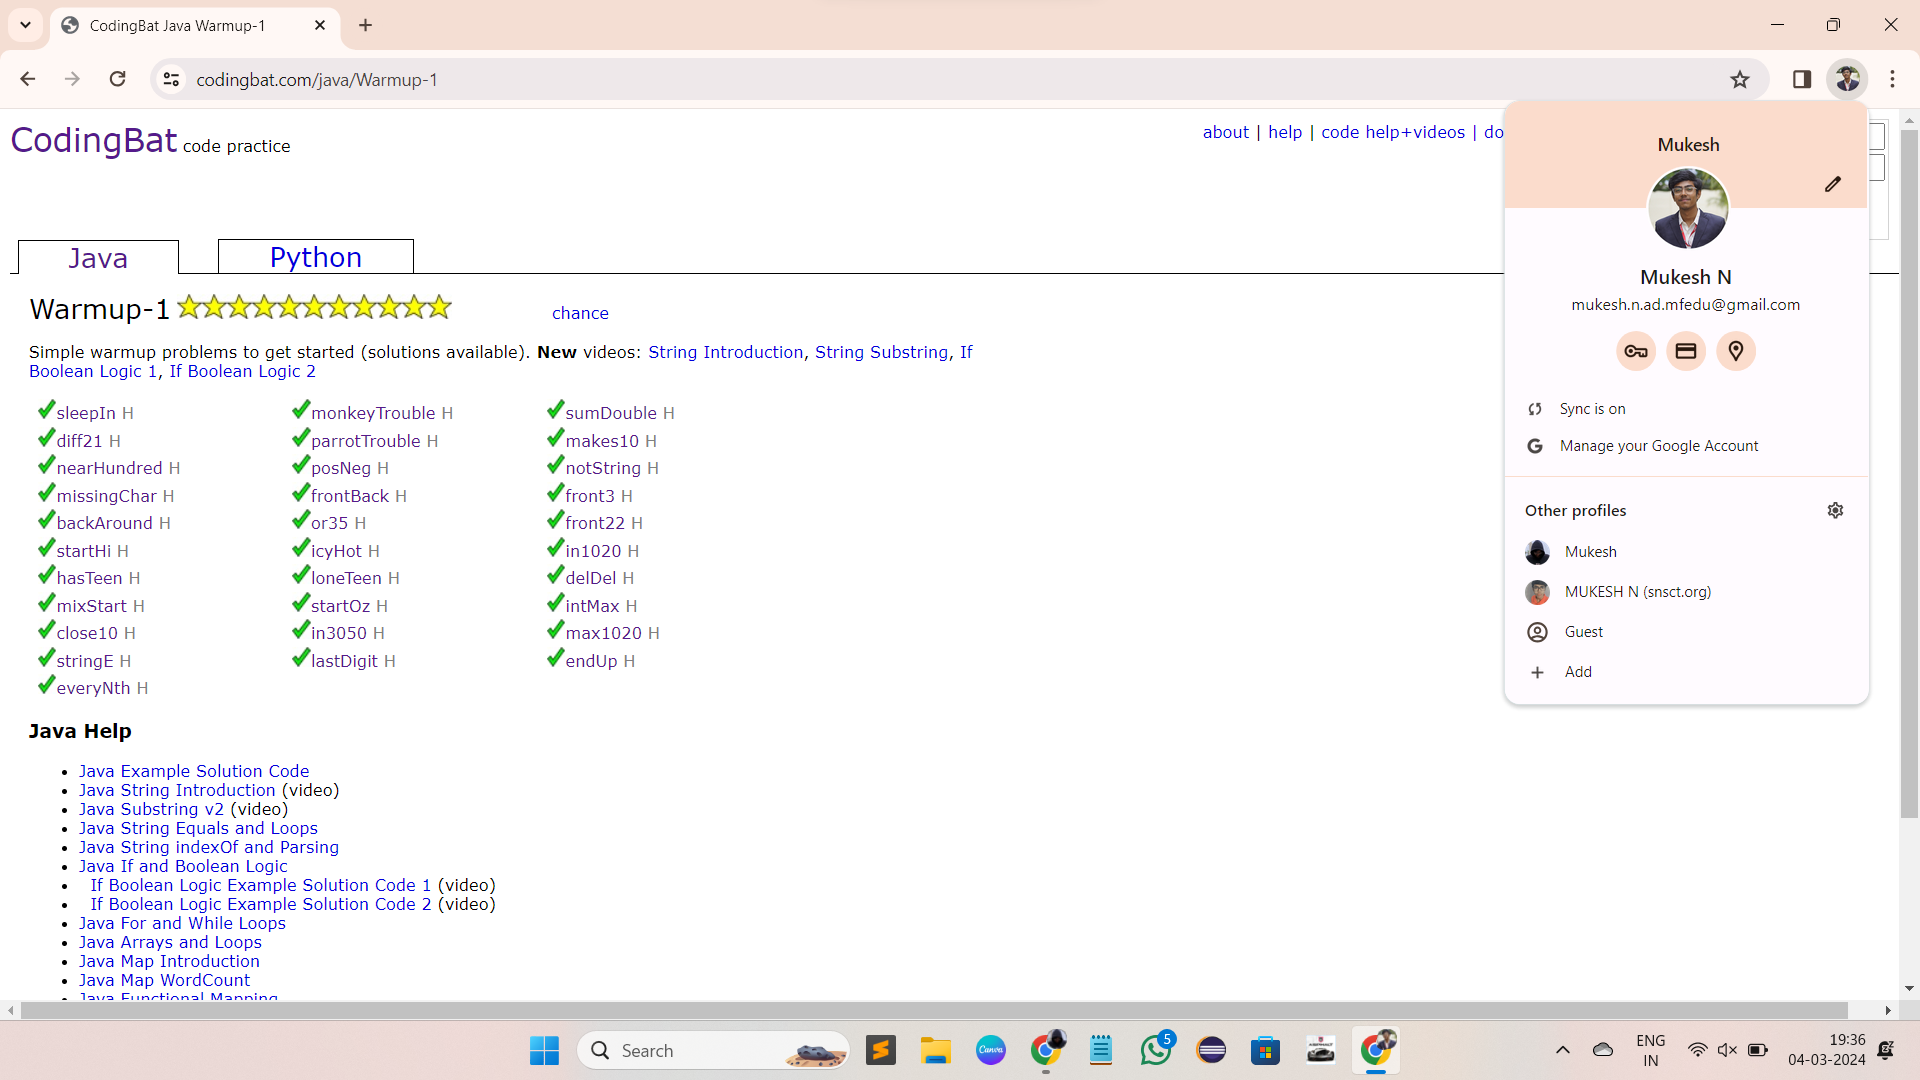 CodingBat Java Warmup-1
codingbat.com/java/Warmup-1
CodingBat code practice
about | help | code help+videos | do
Java
Python
Warmup-1
chance
Simple warmup problems to get started (solutions available). New videos: String Introduction, String Substring, If
Boolean Logic 1, If Boolean Logic 2
sleepIn H monkeyTrouble H sumDouble H
diff21 H parrotTrouble H makes10 H
nearHundred H posNeg H notString H
missingChar H frontBack H front3 H
backAround H or35 H front22 H
startHi H icyHot H in1020 H
hasTeen H loneTeen H delDel H
mixStart H startOz H intMax H
close10 H in3050 H max1020 H
stringE H lastDigit H endUp H
everyNth H
Java Help
Java Example Solution Code
Java String Introduction (video)
Java Substring v2 (video)
Java String Equals and Loops
Java String indexOf and Parsing
Java If and Boolean Logic
If Boolean Logic Example Solution Code 1 (video)
If Boolean Logic Example Solution Code 2 (video)
Java For and While Loops
Java Arrays and Loops
Java Map Introduction
Java Map WordCount
Java Functional Mapping
Mukesh
Mukesh N
mukesh.n.ad.mfedu@gmail.com
Sync is on
Manage your Google Account
Other profiles
Mukesh
MUKESH N (snsct.org)
Guest
Add
Search
Canva
5
ENG
IN
19:36
04-03-2024